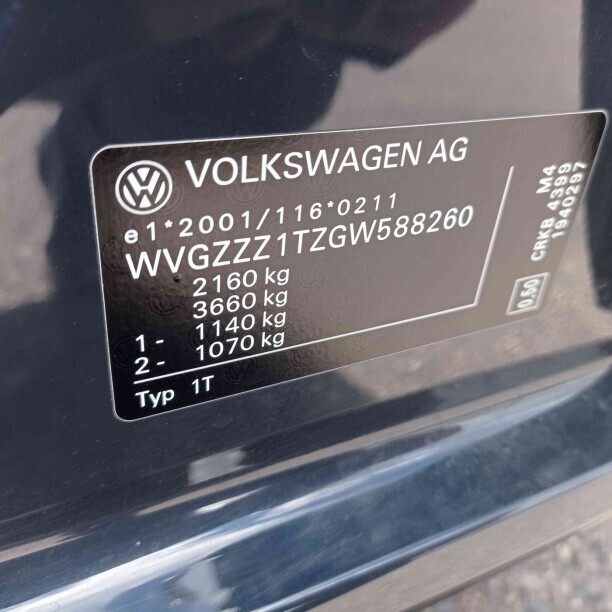 VOLKSWAGEN AG
e1*2001/116*0211
WVGZZZ1TZGW588260
2160 kg
3660 kg
1 - 1140 kg
2 - 1070 kg
Typ 1T
M4
CRKB 4399
1940297
0.50